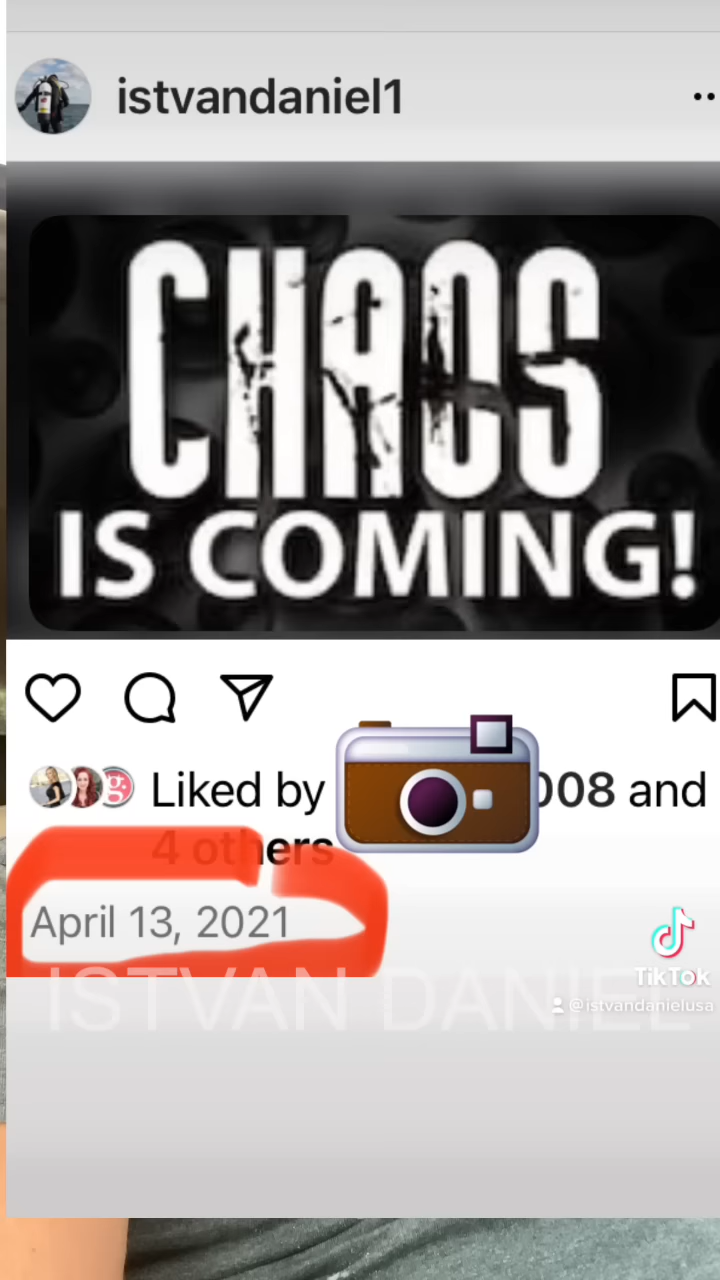 istvandaniel1
CHAOS
IS COMING!
Liked by 008 and
4 others
April 13, 2021
TikTok
ISTVAN DANIEL
@istvandanielusa